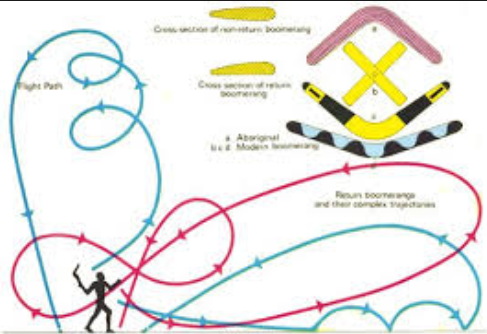 Cross-section of non-return boomerang
a
Flight Path
Cross section of return
boomerang
c
b
a Aboriginal
b c d Modern boomerang
Return boomerangs
and their complex trajectories